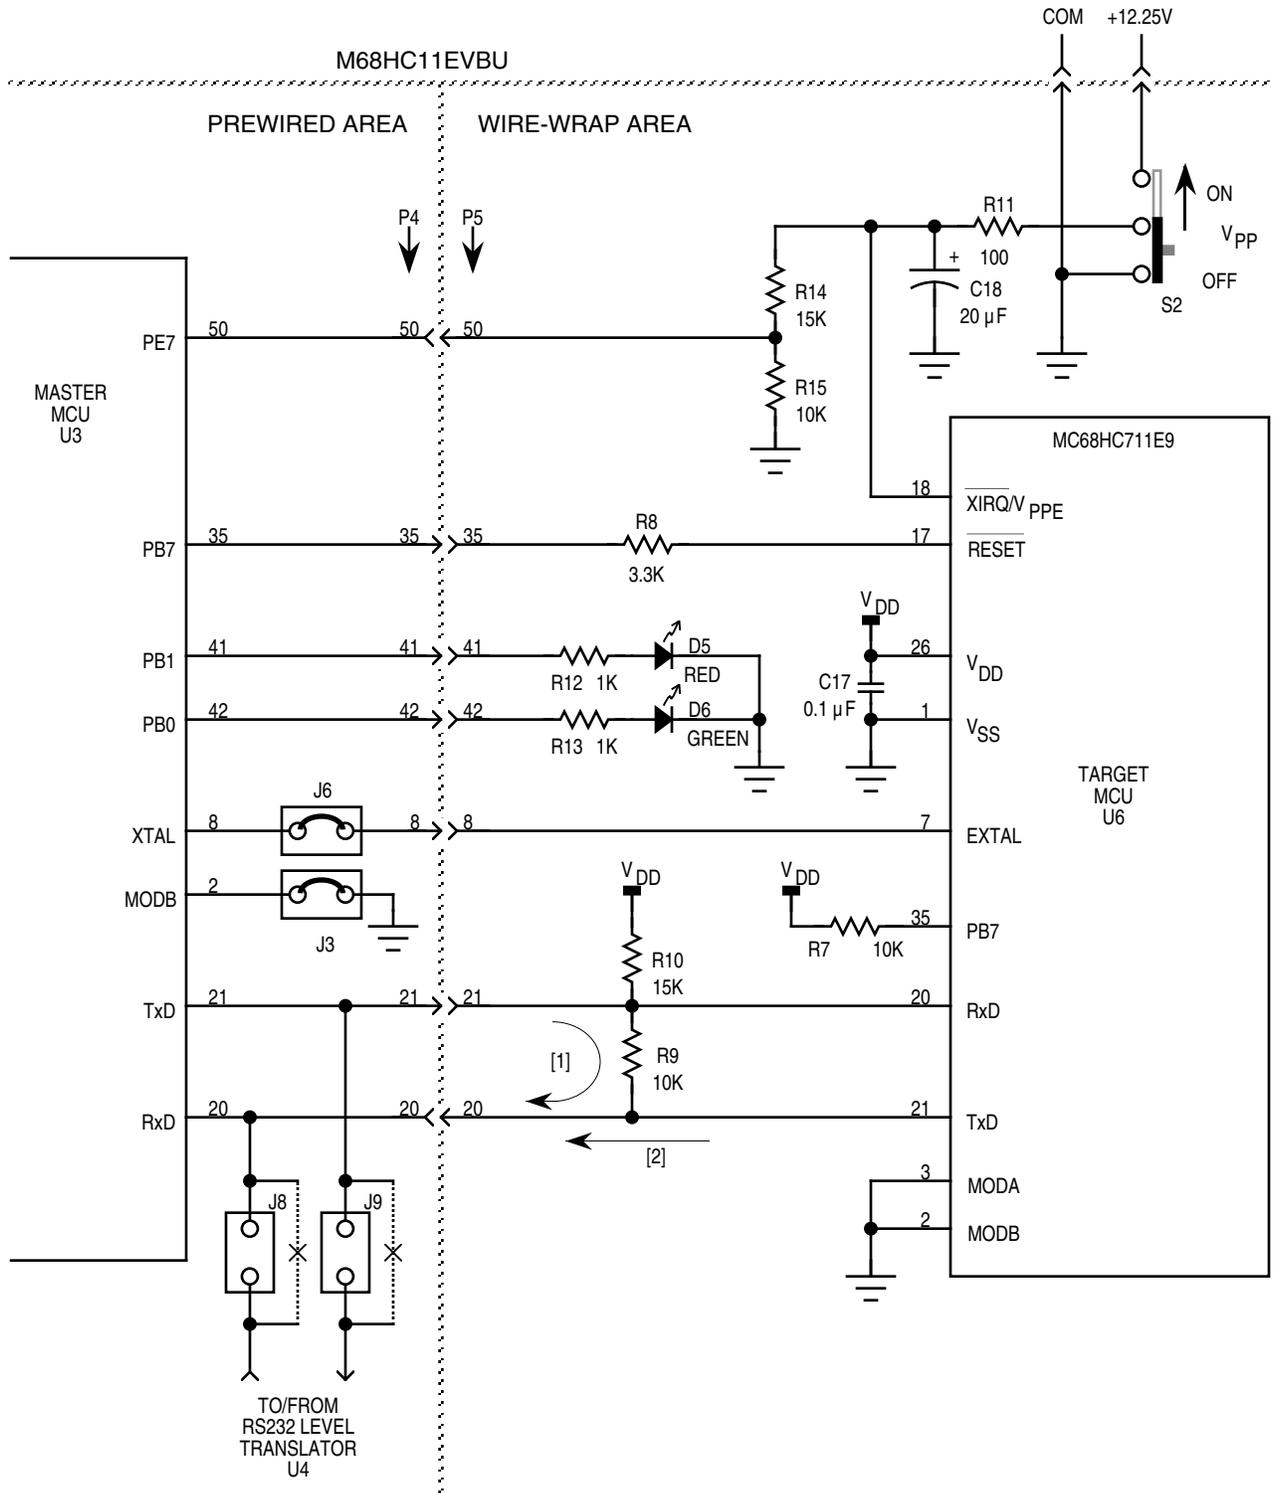 COM +12.25V
M68HC11EVBU
PREWIRED AREA WIRE-WRAP AREA
P4 P5
R11
100
ON
V PP
OFF
S2
+
C18
20 µF
R14
15K
R15
10K
PE7 50 50 50
MASTER
MCU
U3
MC68HC711E9
18 XIRQ/V PPE
R8
3.3K
PB7 35 35 35 17 RESET
V DD
PB1 41 41 41
R12 1K
D5
RED
26 V DD
C17
0.1 µF
PB0 42 42 42
R13 1K
D6
GREEN
1 V SS
TARGET
MCU
U6
J6
XTAL 8 8 8 7 EXTAL
MODB 2
J3
V DD V DD
R7 10K 35 PB7
R10
15K
TxD 21 21 21 20 RxD
[1]
R9
10K
RxD 20 20 20 21 TxD
[2]
3 MODA
2 MODB
J8 J9
TO/FROM
RS232 LEVEL
TRANSLATOR
U4